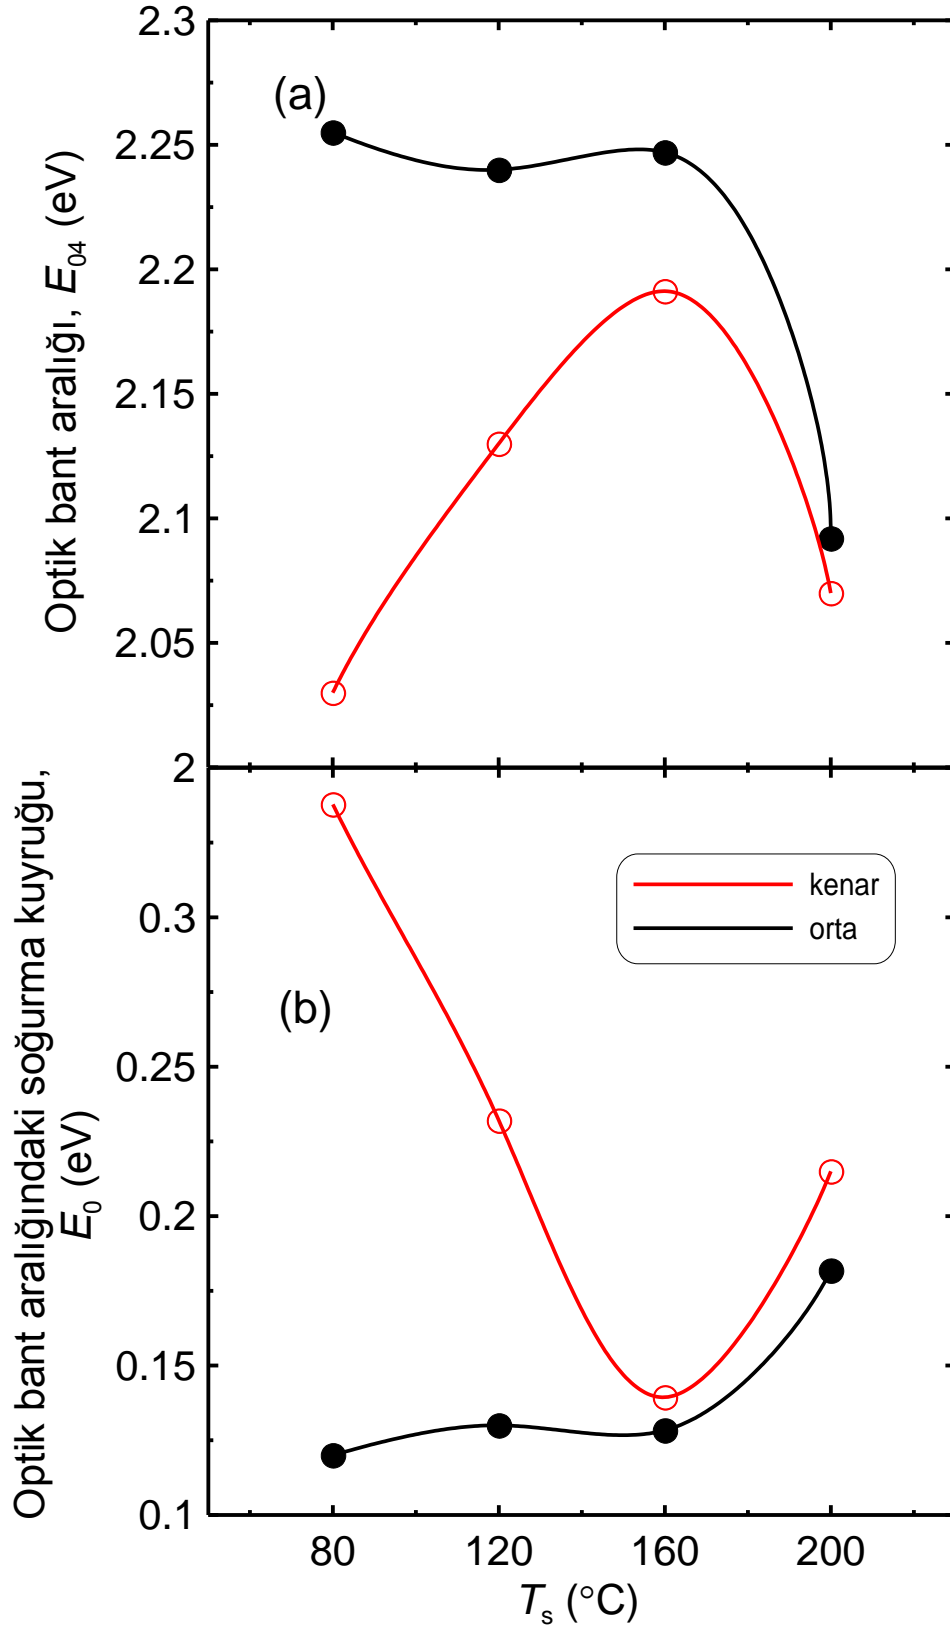 2.3
(a)
2.25
2.2
2.15
2.1
2.05
2
Optik bant aralığı, E04 (eV)
kenar
orta
0.3
(b)
0.25
0.2
0.15
0.1
Optik bant aralığındaki soğurma kuyruğu,
E0 (eV)
80 120 160 200
Ts (°C)